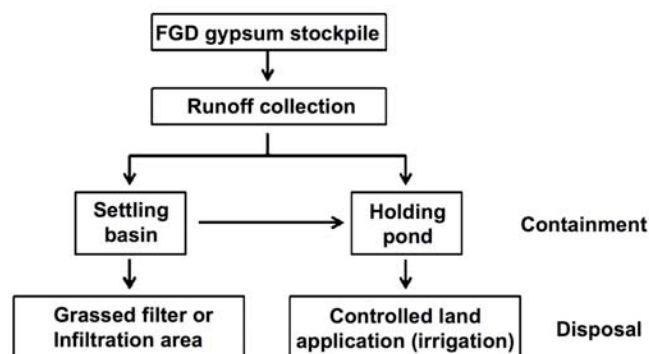 FGD gypsum stockpile
Runoff collection
Settling
basin
Holding
pond
Containment
Grassed filter or
Infiltration area
Controlled land
application (irrigation)
Disposal